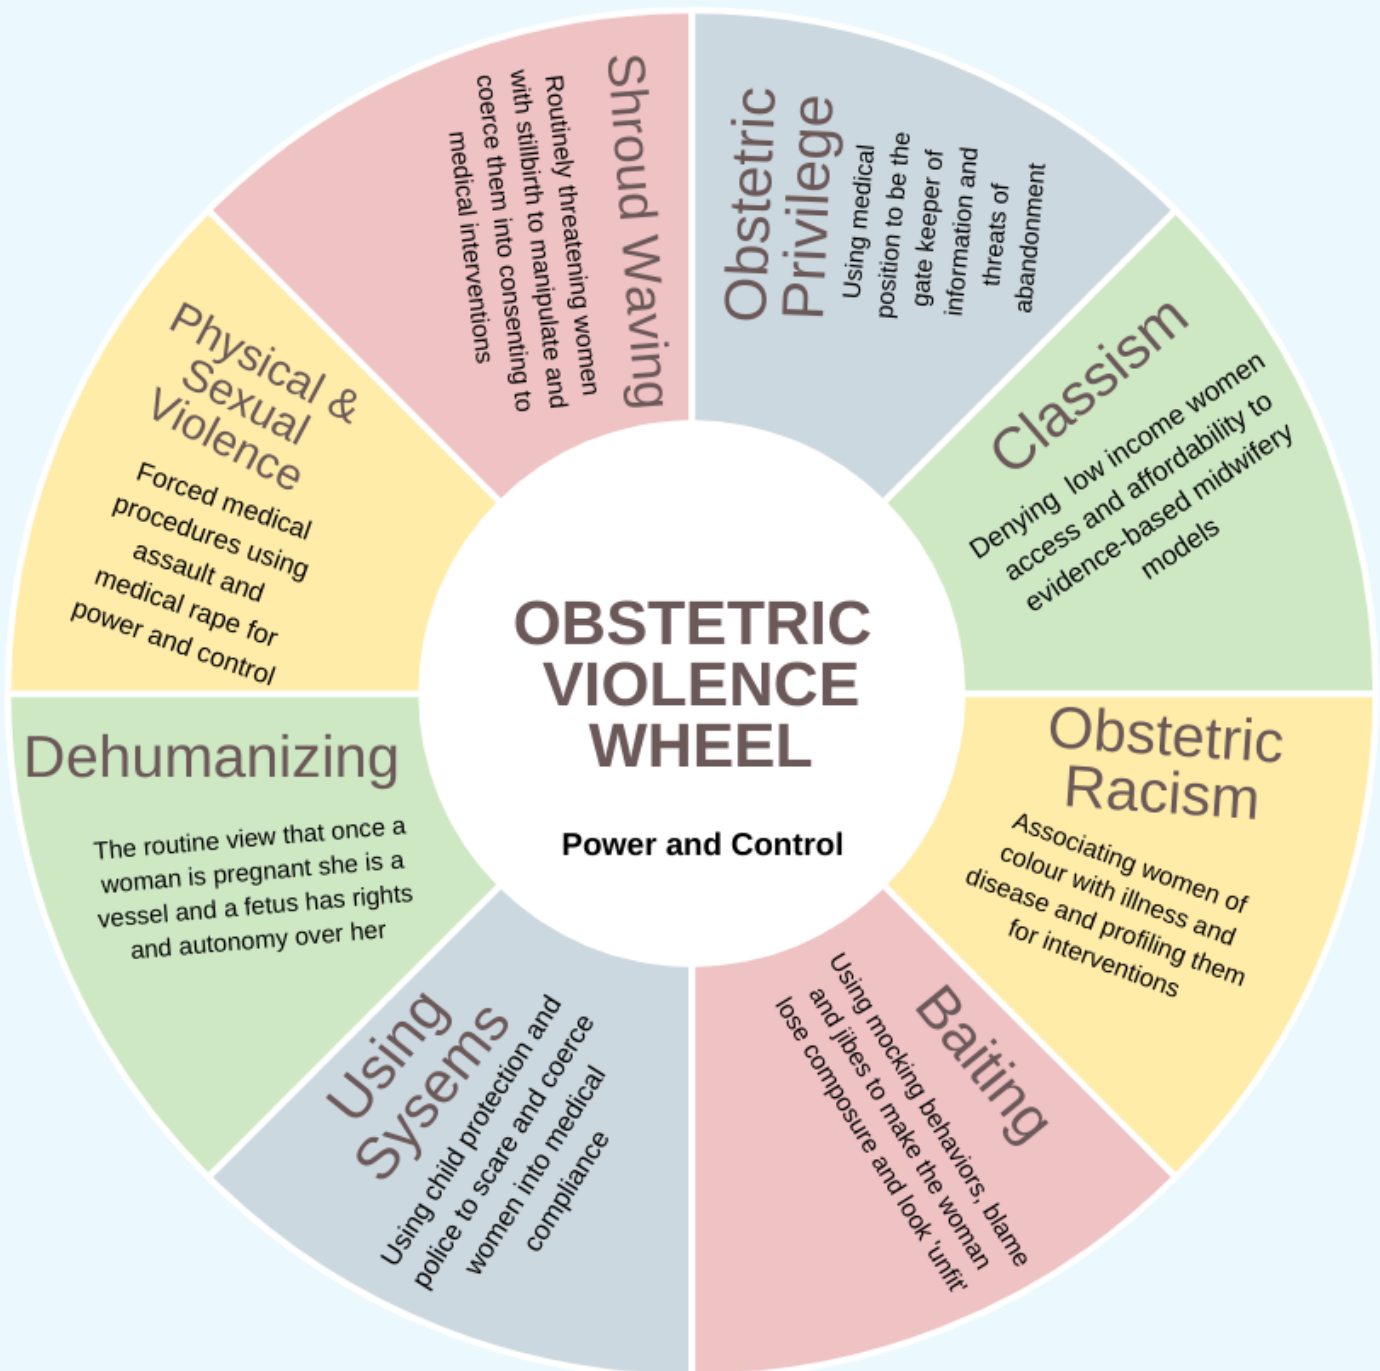 OBSTETRIC
VIOLENCE
WHEEL
Power and Control
Obstetric
Privilege
Using medical
position to be the
gate keeper of
information and
threats of
abandonment
Classism
Denying low income women
access and affordability to
evidence-based midwifery
models
Obstetric
Racism
Associating women of
colour with illness and
disease and profiling them
for interventions
Baiting
Using mocking behaviors, blame
and jibes to make the woman
lose composure and look 'unfit'
Using
Sysems
Using child protection and
police to scare and coerce
women into medical
compliance
Dehumanizing
The routine view that once a
woman is pregnant she is a
vessel and a fetus has rights
and autonomy over her
Physical &
Sexual
Violence
Forced medical
procedures using
assault and
medical rape for
power and control
Shroud Waving
Routinely threatening women
with stillbirth to manipulate and
coerce them into consenting to
medical interventions